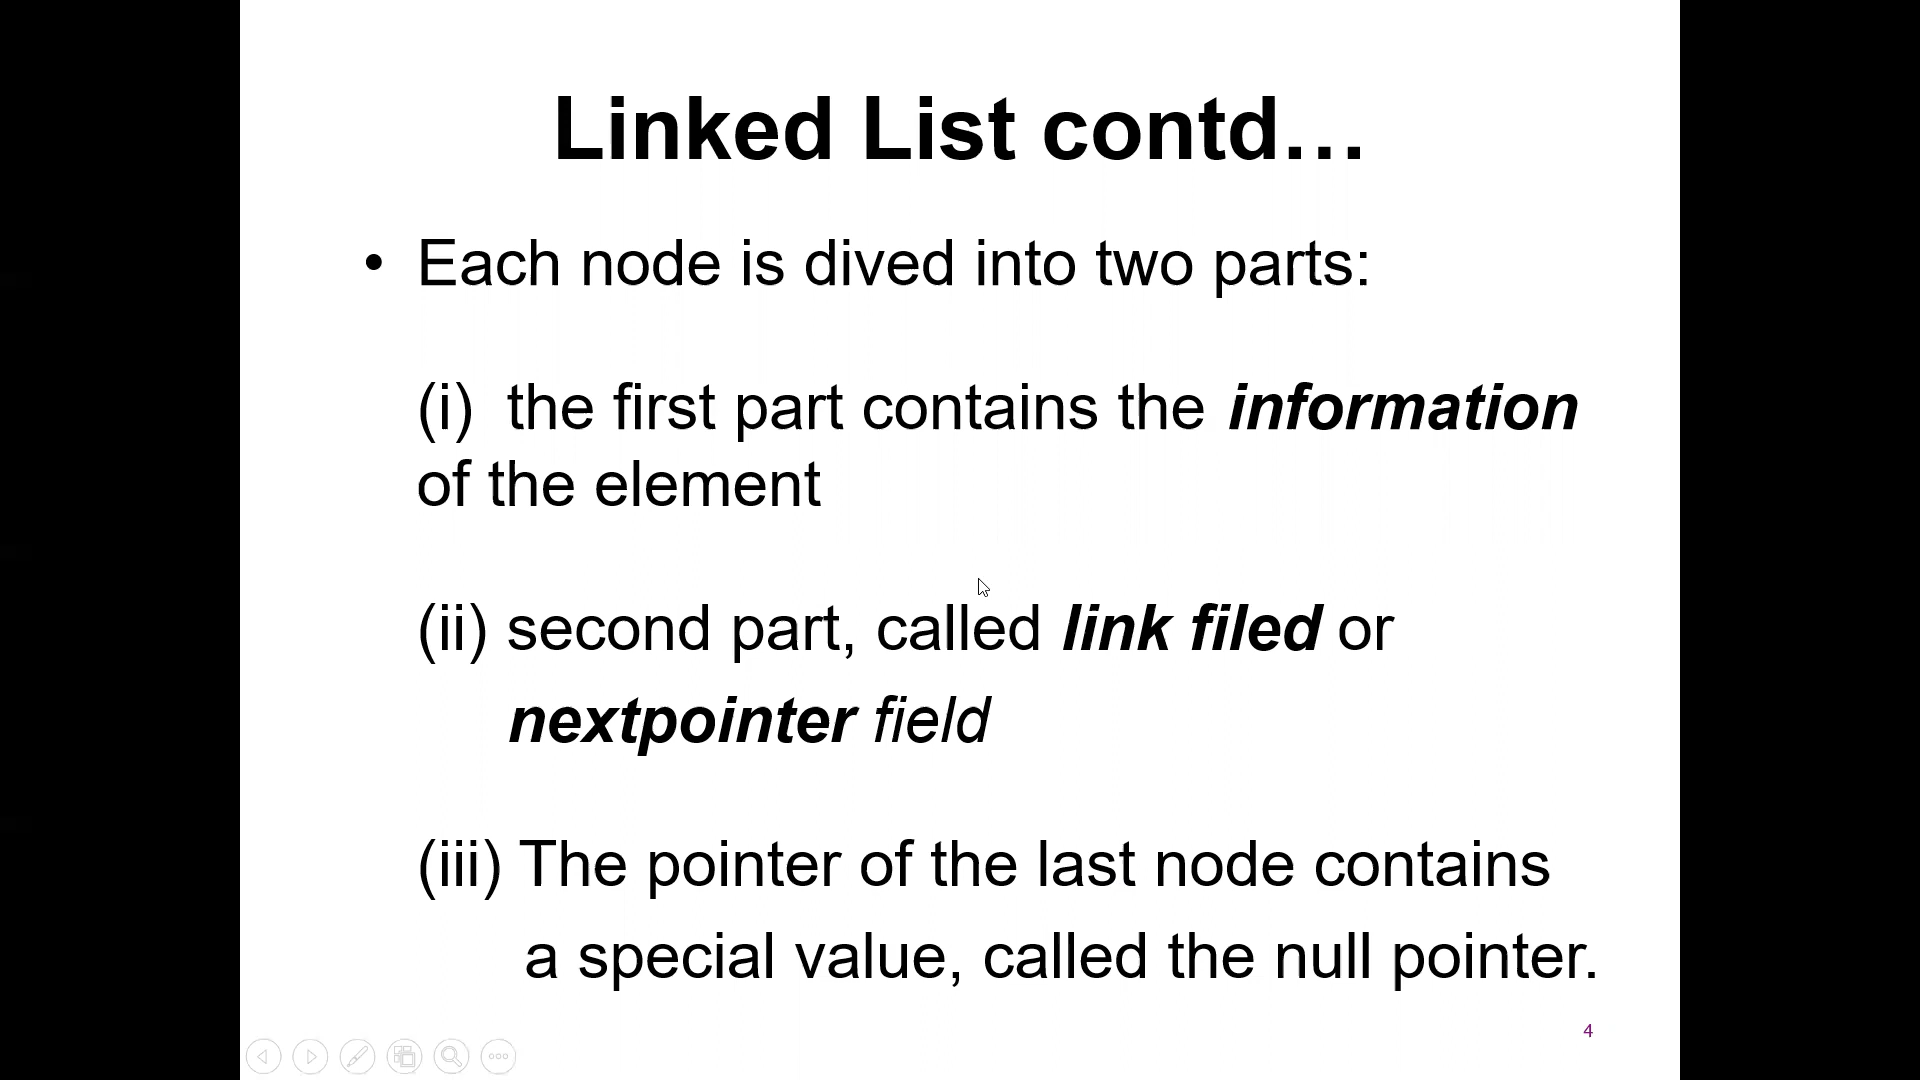 Linked List contd…
• Each node is dived into two parts:
(i) the first part contains the information
of the element
(ii) second part, called link filed or
nextpointer field
(iii) The pointer of the last node contains
a special value, called the null pointer.
4